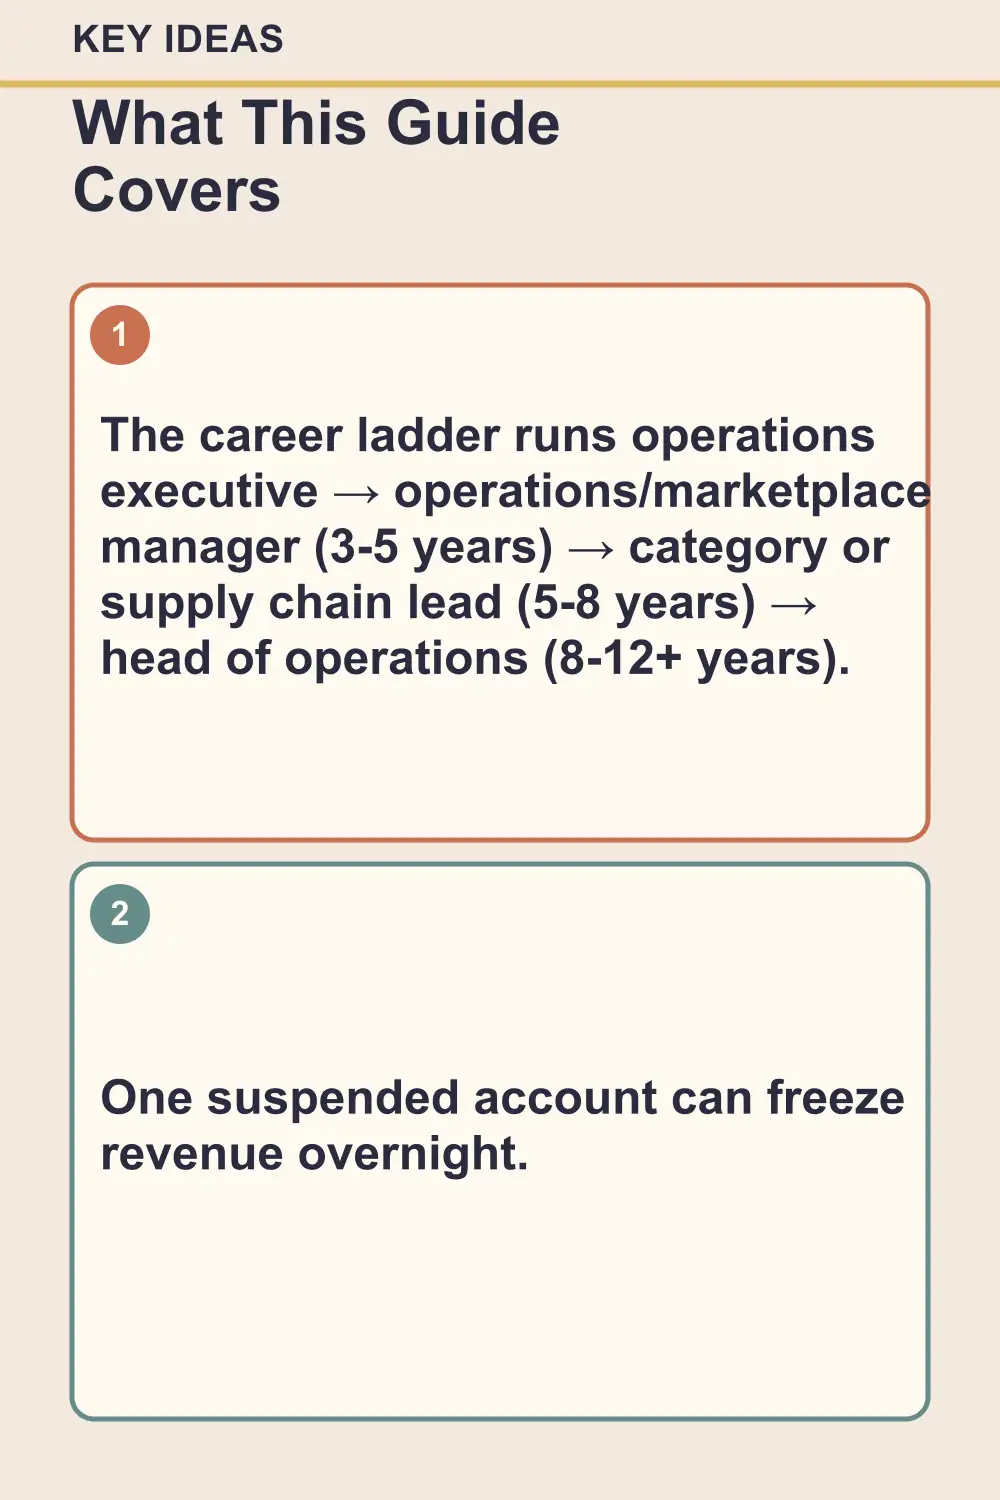 KEY IDEAS
What This Guide
Covers
1
The career ladder runs operations
executive → operations/marketplace
manager (3-5 years) → category or
supply chain lead (5-8 years) →
head of operations (8-12+ years).
2
One suspended account can freeze
revenue overnight.